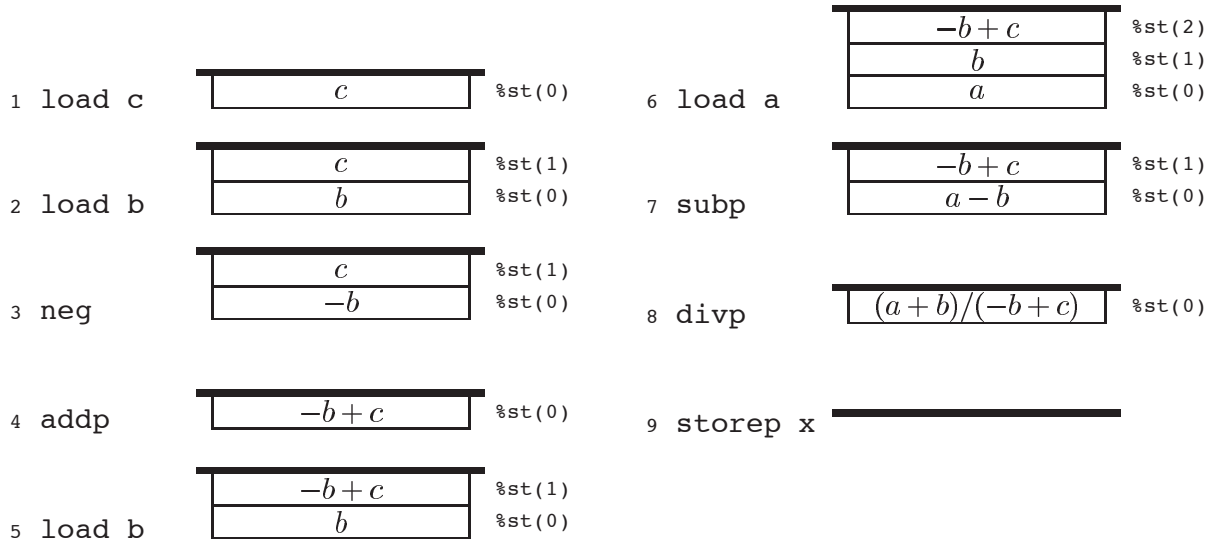 c %st(0)
1 load c
c %st(1)
b %st(0)
2 load b
c %st(1)
−b %st(0)
3 neg
−b + c %st(0)
4 addp
−b + c %st(1)
b %st(0)
5 load b
−b + c %st(2)
b %st(1)
a %st(0)
6 load a
−b + c %st(1)
a − b %st(0)
7 subp
(a + b)/(−b + c) %st(0)
8 divp
9 storep x